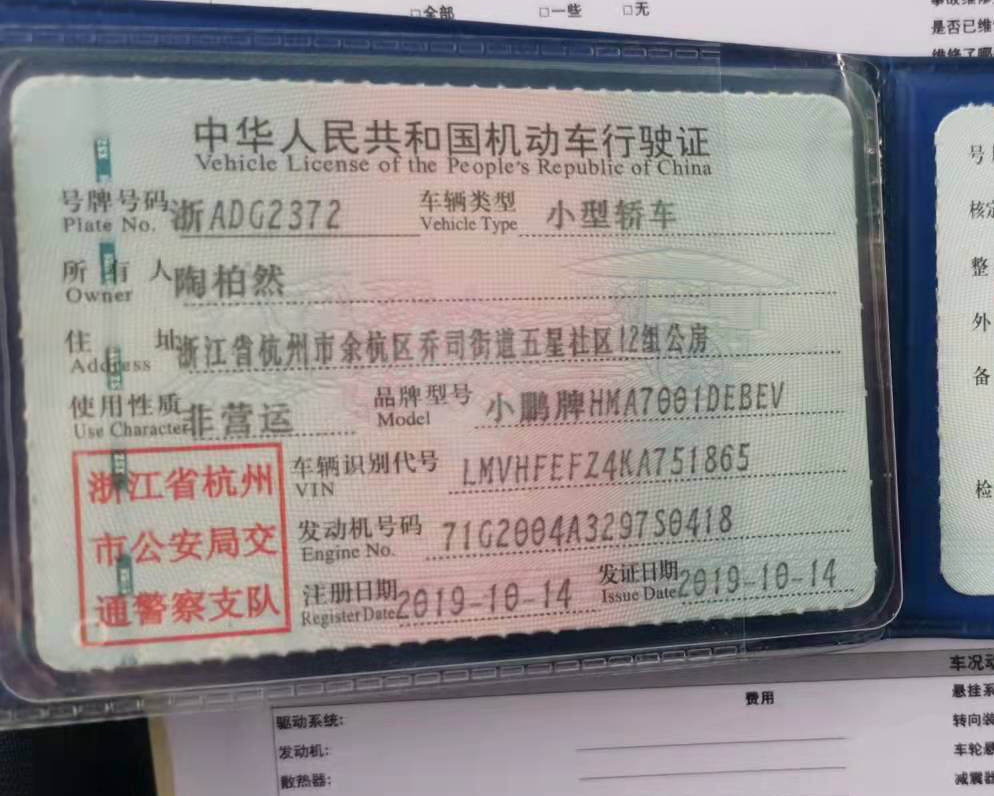 □全部 □一些 □无
是否已维
中华人民共和国机动车行驶证
Vehicle License of the People's Republic of China
号牌号码 浙ADG2372 车辆类型 小型轿车
Plate No. Vehicle Type
所有人 陶柏然
Owner
住址 浙江省杭州市余杭区乔司街道五星社区12组公房
Address
使用性质 非营运 品牌型号 小鹏牌HMA7001DEBEV
Use Character Model
浙江省杭州
市公安局交
通警察支队
车辆识别代号 LMVHFEFZ4KA751865
VIN
发动机号码 71G2004A3297S0418
Engine No.
注册日期 2019-10-14 发证日期 2019-10-14
Register Date Issue Date
号
核定
整
外
备
检
车况动
费用
驱动系统:
发动机:
散热器:
悬挂系
转向装
车轮悬
减震器